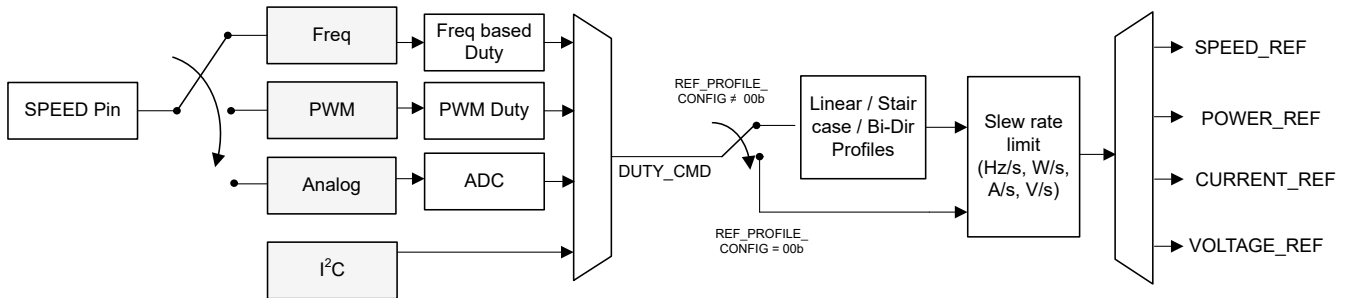 SPEED Pin
Freq
Freq based
Duty
PWM
PWM Duty
Analog
ADC
I²C
DUTY_CMD
REF_PROFILE_
CONFIG ≠ 00b
REF_PROFILE_
CONFIG = 00b
Linear / Stair
case / Bi-Dir
Profiles
Slew rate
limit
(Hz/s, W/s,
A/s, V/s)
SPEED_REF
POWER_REF
CURRENT_REF
VOLTAGE_REF